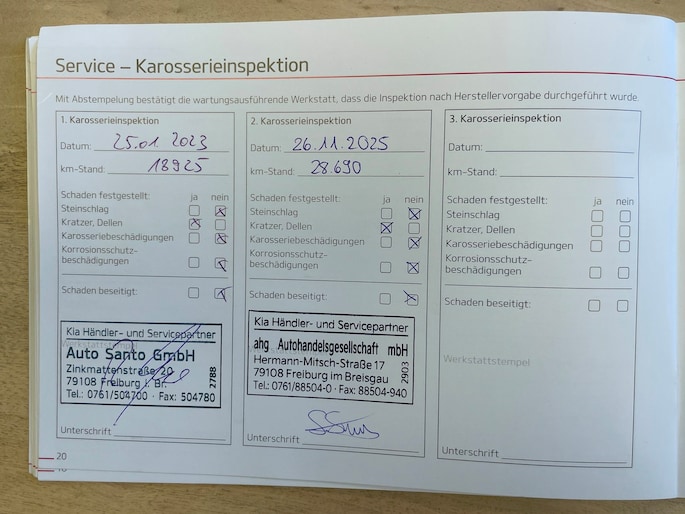 Service – Karosserieinspektion
Mit Abstempelung bestätigt die wartungsausführende Werkstatt, dass die Inspektion nach Herstellervorgabe durchgeführt wurde.
1. Karosserieinspektion
Datum: 25.01 2023
km-Stand: 18925
Schaden festgestellt: ja nein
Steinschlag
Kratzer, Dellen
Karosseriebeschädigungen
Korrosionsschutz-
beschädigungen
Schaden beseitigt:
Kia Händler- und Servicepartner
Auto Santo GmbH
Zinkmattenstraße 20
79108 Freiburg i. Br.
Tel.: 0761/504700 · Fax: 504780
2788
Unterschrift
2. Karosserieinspektion
Datum: 26.11.2025
km-Stand: 28.690
Schaden festgestellt: ja nein
Steinschlag
Kratzer, Dellen
Karosseriebeschädigungen
Korrosionsschutz-
beschädigungen
Schaden beseitigt:
Kia Händler- und Servicepartner
ahg Autohandelsgesellschaft mbH
Hermann-Mitsch-Straße 17
79108 Freiburg im Breisgau
Tel.: 0761/88504-0 · Fax: 88504-940
2903
Unterschrift
3. Karosserieinspektion
Datum:
km-Stand:
Schaden festgestellt: ja nein
Steinschlag
Kratzer, Dellen
Karosseriebeschädigungen
Korrosionsschutz-
beschädigungen
Schaden beseitigt:
Werkstattstempel
Unterschrift
20